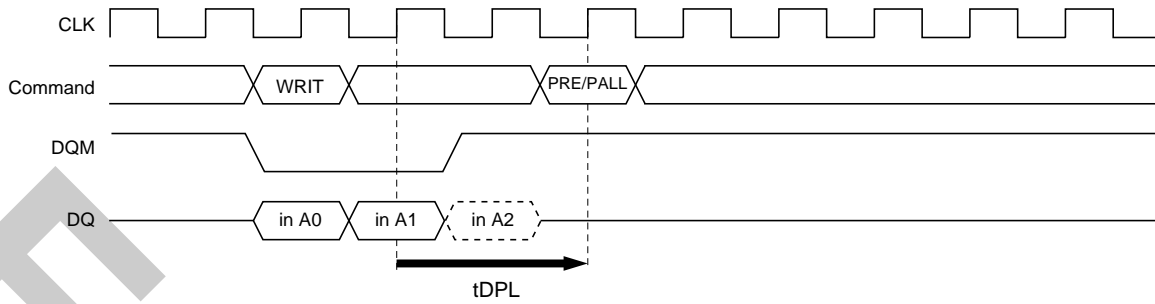 CLK
Command
WRIT
PRE/PALL
DQM
DQ
in A0
in A1
in A2
tDPL